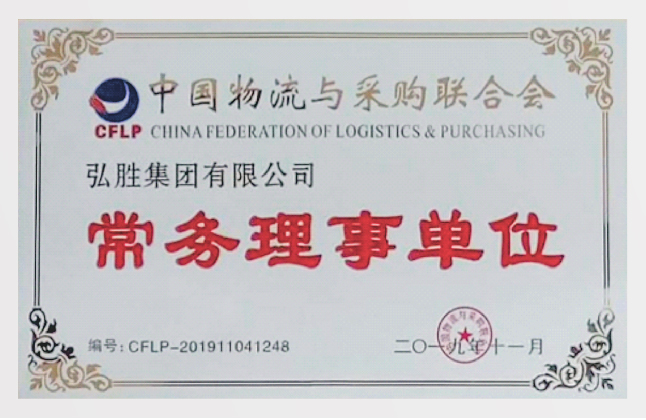 中国物流与采购联合会
CFLP CHINA FEDERATION OF LOGISTICS & PURCHASING
弘胜集团有限公司
常务理事单位
编号:CFLP-201911041248
二〇一九年十一月